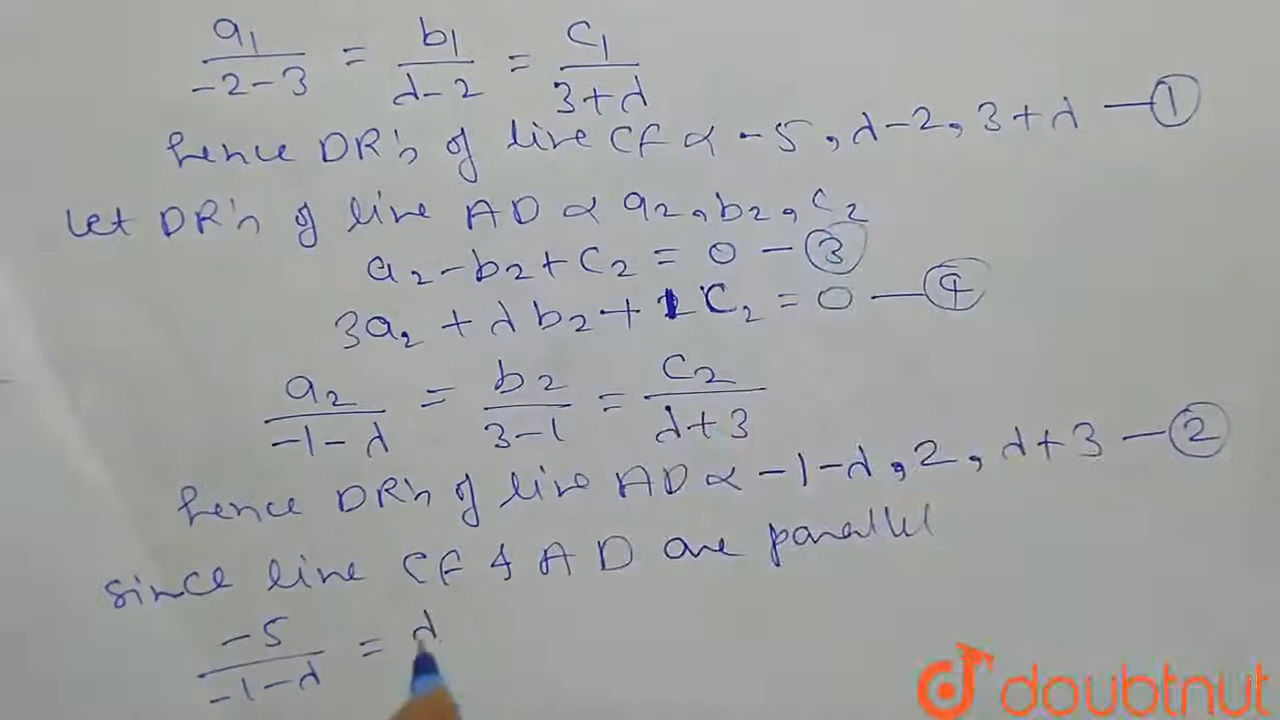 a₁/(-2-3) = b₁/(λ-2) = c₁/(3+λ)
hence DR's of line CF ∝ -5, λ-2, 3+λ —①
Let DR's of line AD ∝ a₂, b₂, c₂
a₂-b₂+c₂ = 0 —③
3a₂+λb₂+1c₂ = 0 —④
a₂/(-1-λ) = b₂/(3-1) = c₂/(λ+3)
hence DR's of line AD ∝ -1-λ, 2, λ+3 —②
since line CF & AD are parallel
-5/(-1-λ) = λ
doubtnut